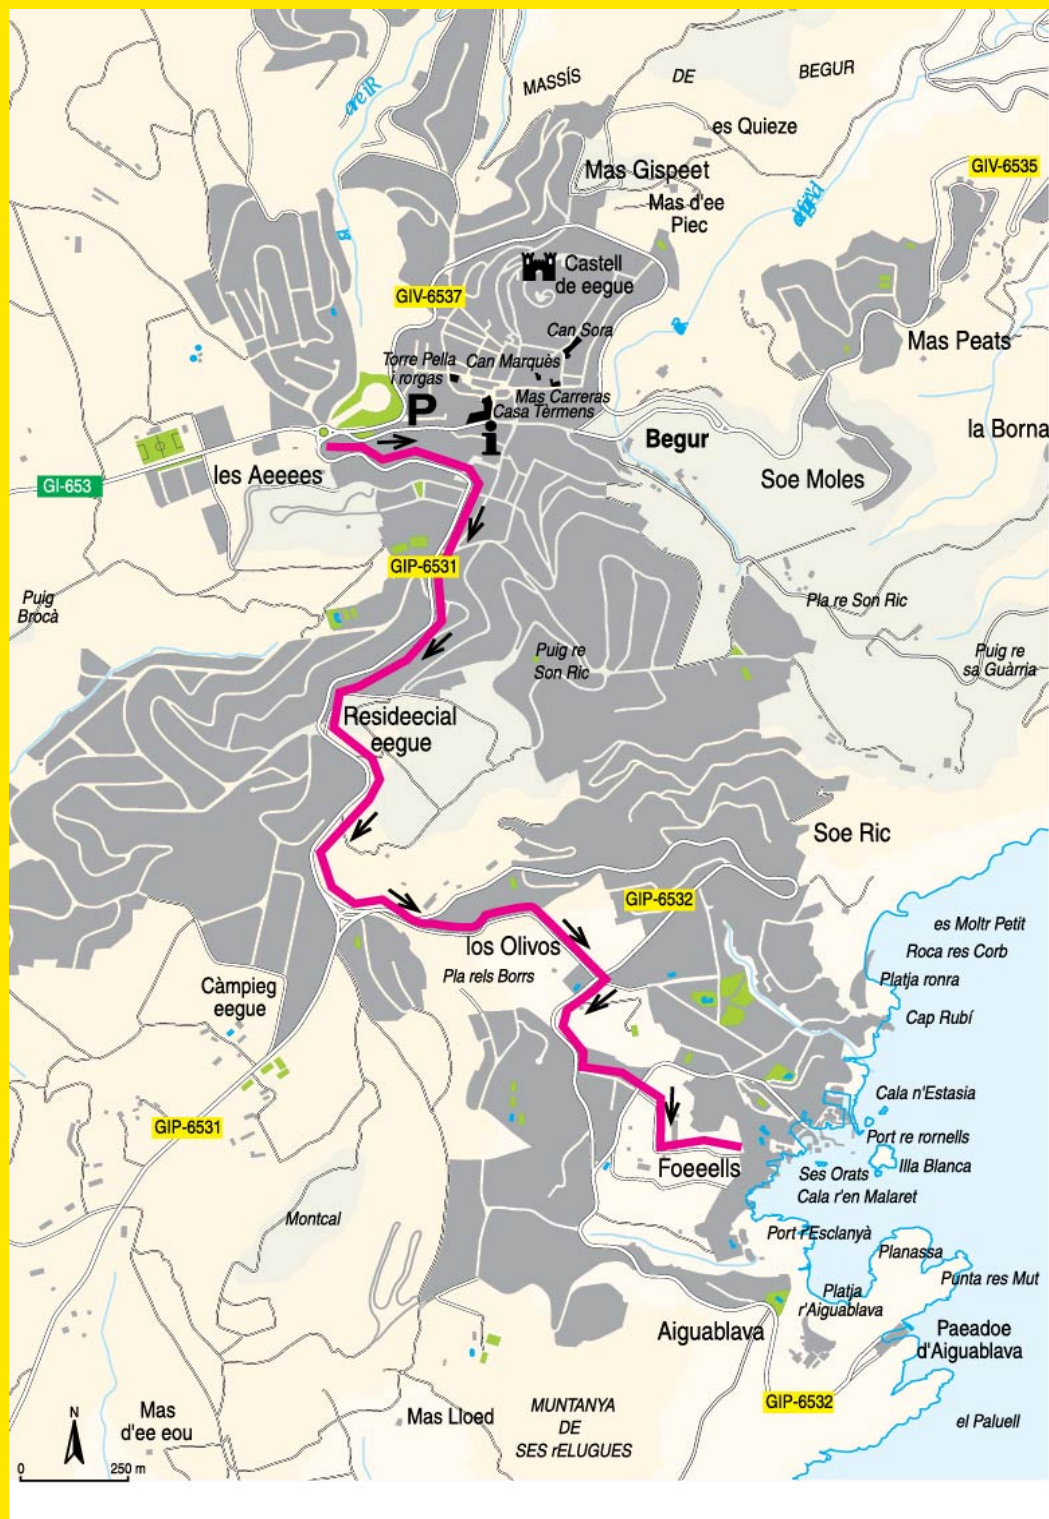 MASSÍS
DE
BEGUR
es Quieze
Mas Gispeet
GIV-6535
Mas d'ee
Piec
Castell
de eegue
GIV-6537
Can Sora
Mas Peats
Torre Pella
i rorgas
Can Marquès
Mas Carreras
Casa Tèrmens
P
i
la Borna
Begur
les Aeeees
Soe Moles
GI-653
GIP-6531
Puig
Brocà
Pla re Son Ric
Puig re
Son Ric
Puig re
sa Guàrria
Resideecial
eegue
Soe Ric
GIP-6532
es Moltr Petit
los Olivos
Roca res Corb
Pla rels Borrs
Platja ronra
Càmpieg
eegue
Cap Rubí
Cala n'Estasia
GIP-6531
Port re rornells
Foeeells
Illa Blanca
Ses Orats
Cala r'en Malaret
Montcal
Port r'Esclanyà
Planassa
Punta res Mut
Platja
r'Aiguablava
Aiguablava
Paeadoe
d'Aiguablava
GIP-6532
Mas
d'ee eou
Mas Lloed
MUNTANYA
DE
SES rELUGUES
el Paluell
N
0 250 m